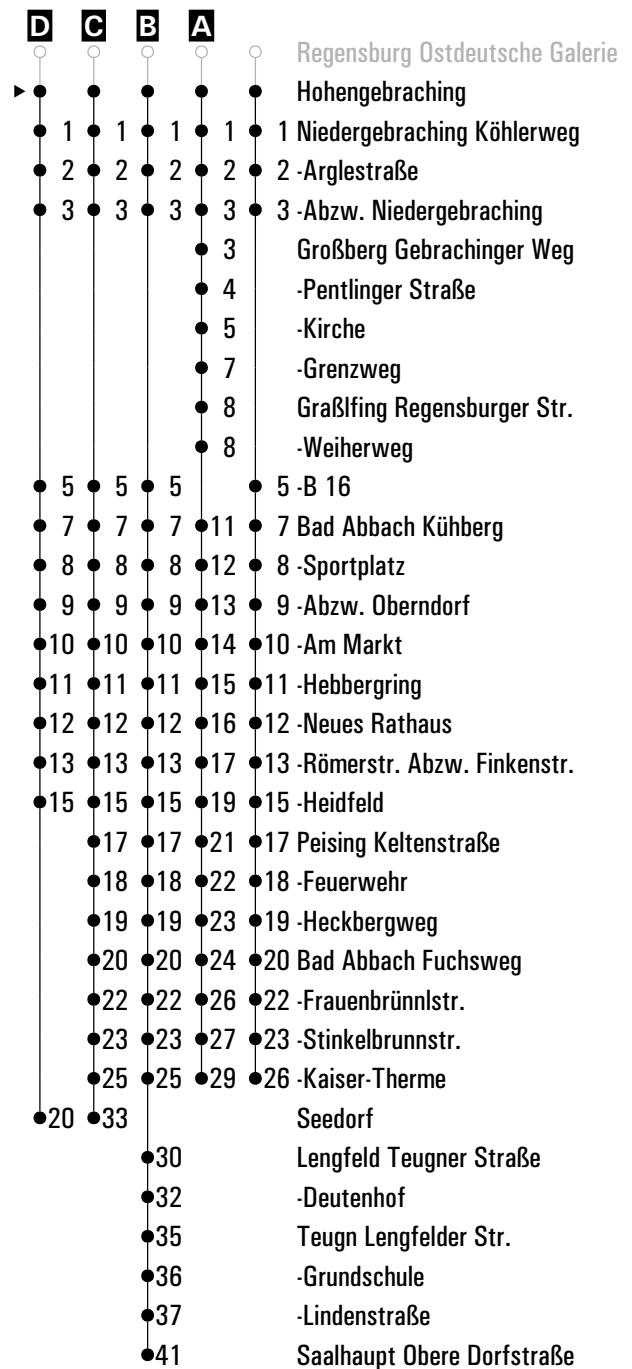 D C B A
Regensburg Ostdeutsche Galerie
Hohengebraching
1 1 1 1 1 Niedergebraching Köhlerweg
2 2 2 2 2 -Arglestraße
3 3 3 3 3 -Abzw. Niedergebraching
3 Großberg Gebrachinger Weg
4 -Pentlinger Straße
5 -Kirche
7 -Grenzweg
8 Graßlfing Regensburger Str.
8 -Weiherweg
5 5 5 5 -B 16
7 7 7 11 7 Bad Abbach Kühberg
8 8 8 12 8 -Sportplatz
9 9 9 13 9 -Abzw. Oberndorf
10 10 10 14 10 -Am Markt
11 11 11 15 11 -Hebbergring
12 12 12 16 12 -Neues Rathaus
13 13 13 17 13 -Römerstr. Abzw. Finkenstr.
15 15 15 19 15 -Heidfeld
17 17 21 17 Peising Keltenstraße
18 18 22 18 -Feuerwehr
19 19 23 19 -Heckbergweg
20 20 24 20 Bad Abbach Fuchsweg
22 22 26 22 -Frauenbrünnlstr.
23 23 27 23 -Stinkelbrunnstr.
25 25 29 26 -Kaiser-Therme
20 33 Seedorf
30 Lengfeld Teugner Straße
32 -Deutenhof
35 Teugn Lengfelder Str.
36 -Grundschule
37 -Lindenstraße
41 Saalhaupt Obere Dorfstraße